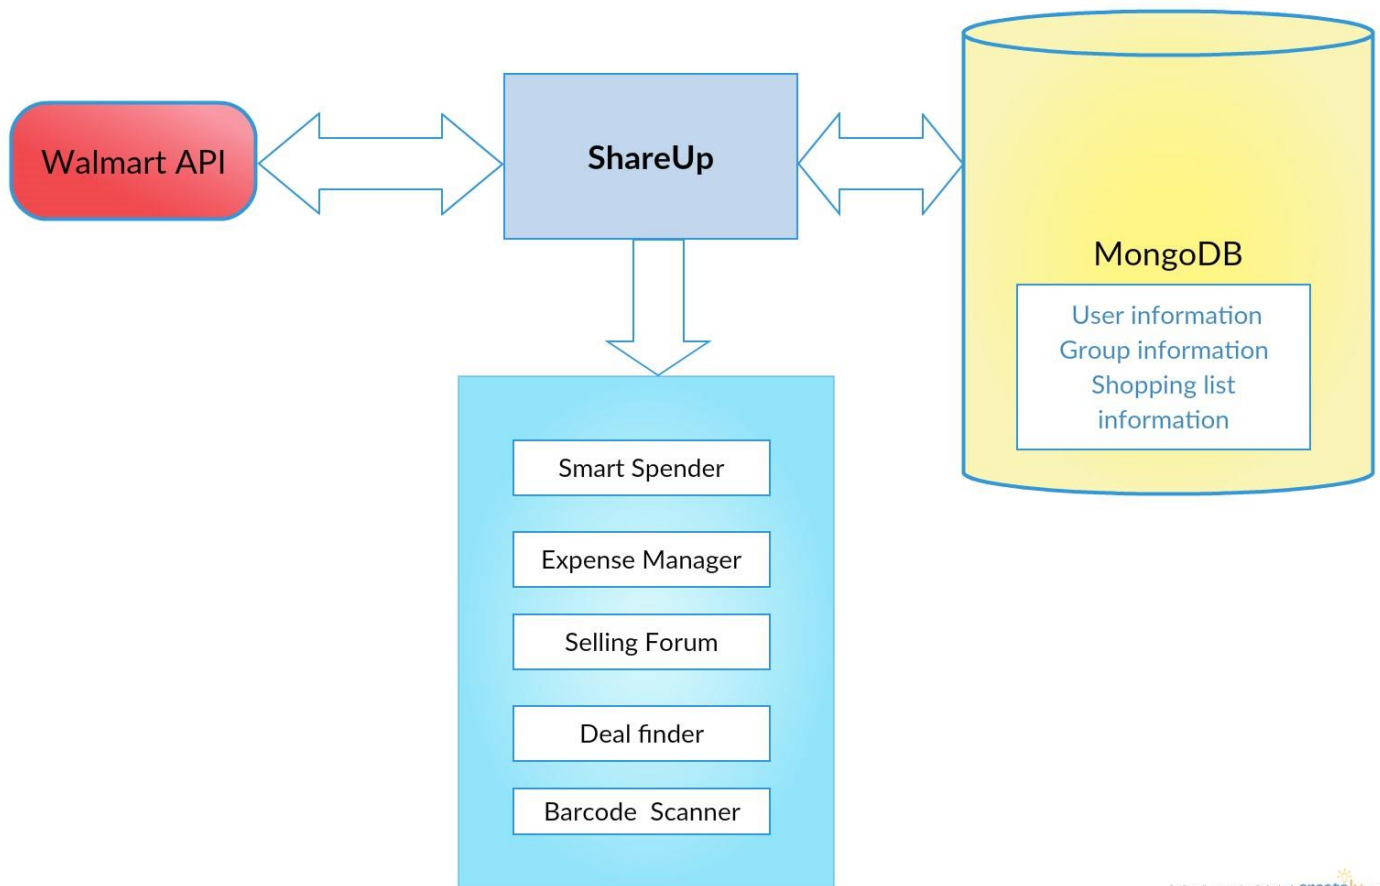 Walmart API
ShareUp
MongoDB
User information
Group information
Shopping list
information
Smart Spender
Expense Manager
Selling Forum
Deal finder
Barcode  Scanner